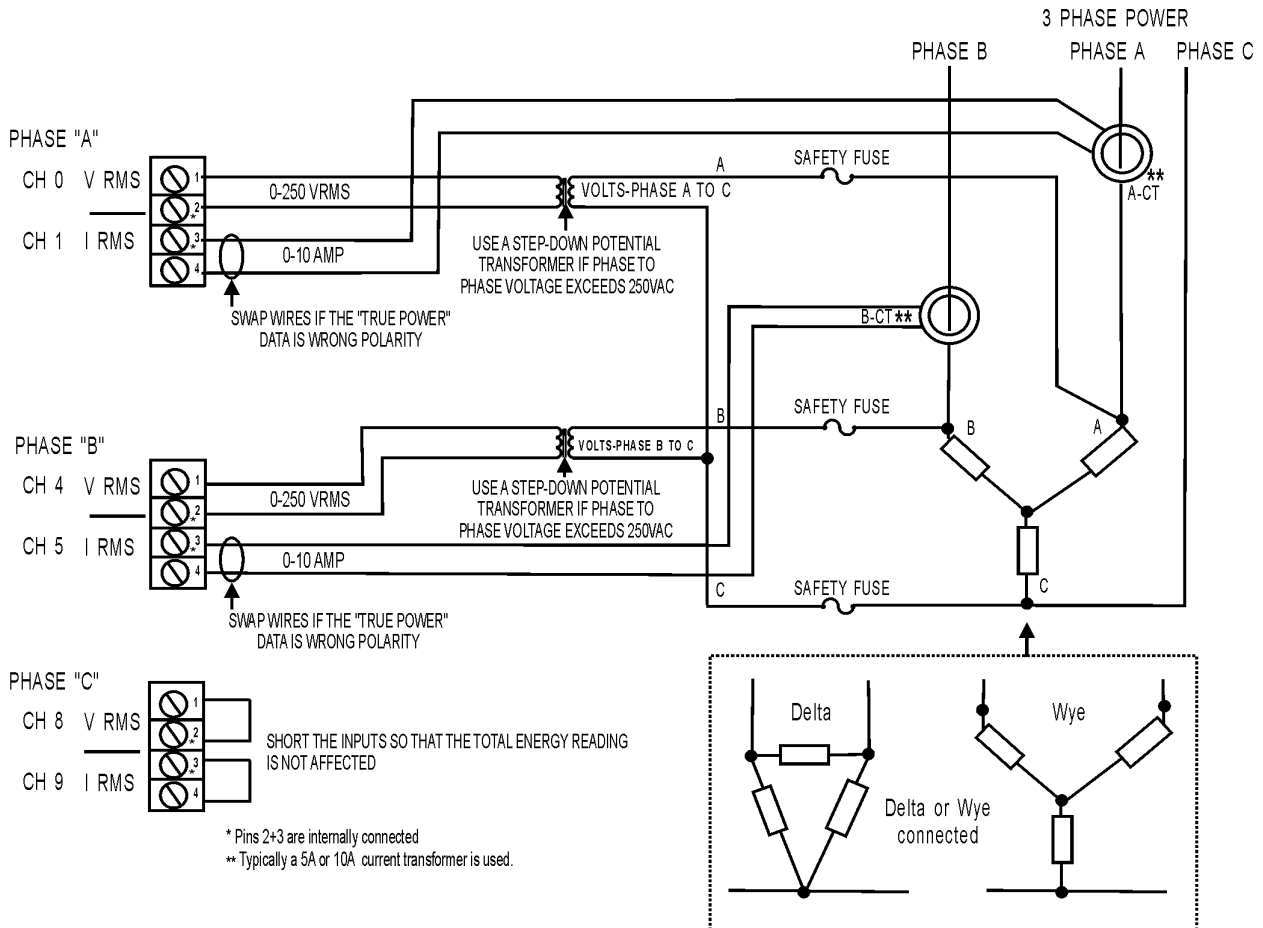 3 PHASE POWER
PHASE B PHASE A PHASE C
PHASE "A"
CH 0 V RMS
CH 1 I RMS
1
*2
*3
4
0-250 VRMS
0-10 AMP
SWAP WIRES IF THE "TRUE POWER"
DATA IS WRONG POLARITY
A
SAFETY FUSE
VOLTS-PHASE A TO C
USE A STEP-DOWN POTENTIAL
TRANSFORMER IF PHASE TO
PHASE VOLTAGE EXCEEDS 250VAC
**
A-CT
B-CT**
PHASE "B"
CH 4 V RMS
CH 5 I RMS
1
*2
*3
4
0-250 VRMS
0-10 AMP
SWAP WIRES IF THE "TRUE POWER"
DATA IS WRONG POLARITY
B
SAFETY FUSE
VOLTS-PHASE B TO C
USE A STEP-DOWN POTENTIAL
TRANSFORMER IF PHASE TO
PHASE VOLTAGE EXCEEDS 250VAC
B
A
C
C
SAFETY FUSE
PHASE "C"
CH 8 V RMS
CH 9 I RMS
1
*2
*3
4
SHORT THE INPUTS SO THAT THE TOTAL ENERGY READING
IS NOT AFFECTED
* Pins 2+3 are internally connected
** Typically a 5A or 10A current transformer is used.
Delta
Wye
Delta or Wye
connected